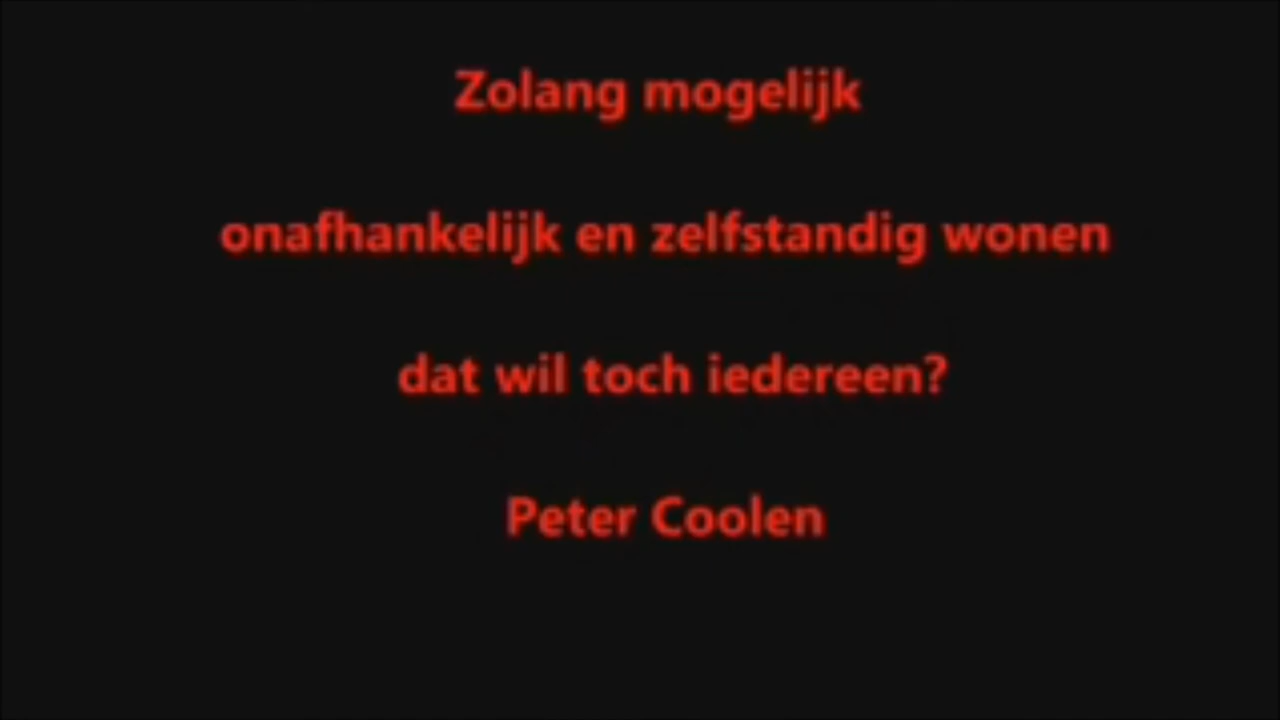 Zolang mogelijk
onafhankelijk en zelfstandig wonen
dat wil toch iedereen?
Peter Coolen